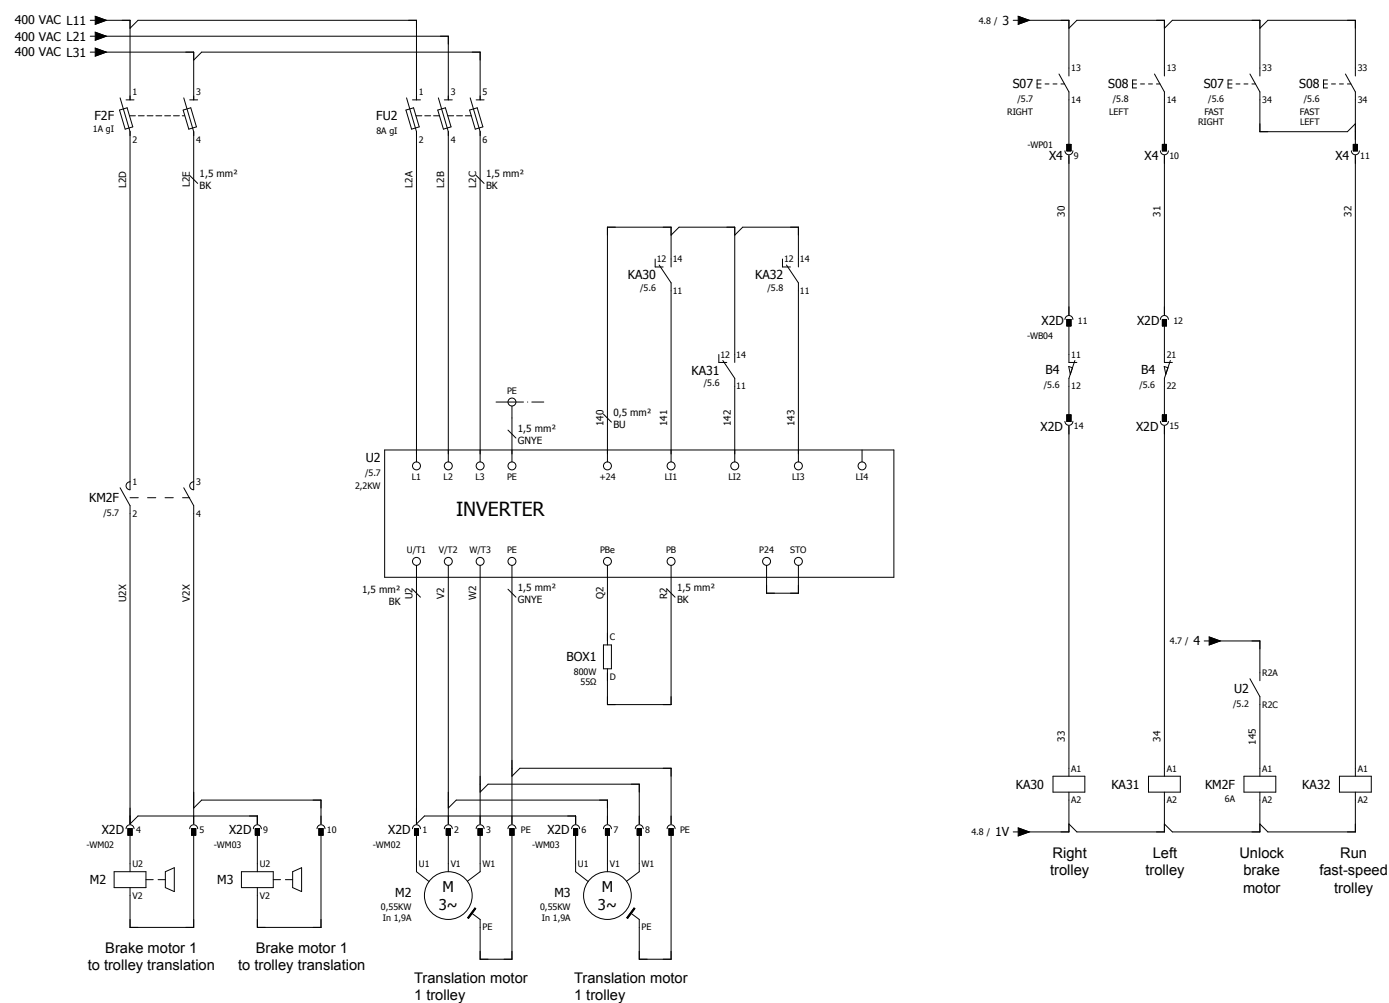 400 VAC L11
400 VAC L21
400 VAC L31
4.8 / 3
1 3
F2F
1A gI
2 4
1 3 5
FU2
8A gI
2 4 6
13
S07 E
/5.7
RIGHT
14
13
S08 E
/5.8
LEFT
14
33
S07 E
/5.6
FAST
RIGHT
34
33
S08 E
/5.6
FAST
LEFT
34
-WP01
X4 9
X4 10
X4 11
L2D
L2E
1,5 mm²
BK
L2A
L2B
L2C
1,5 mm²
BK
30
31
32
12 14
KA30
/5.6
11
12 14
KA32
/5.8
11
12 14
KA31
/5.6
11
X2D 11
-WB04
X2D 12
11
B4
/5.6
12
21
B4
/5.6
22
X2D 14
X2D 15
PE
1,5 mm²
GNYE
140
0,5 mm²
BU
141
142
143
U2
/5.7
2,2KW
L1 L2 L3 PE +24 LI1 LI2 LI3 LI4
INVERTER
U/T1 V/T2 W/T3 PE PBe PB P24 STO
1 3
KM2F
/5.7
2 4
U2X
V2X
1,5 mm²
BK
U2
V2
W2
1,5 mm²
GNYE
Q2
R2
1,5 mm²
BK
C
BOX1
800W
55Ω
D
4.7 / 4
R2A
U2
/5.2
R2C
33
34
145
A1
KA30
A2
A1
KA31
A2
A1
KM2F
6A
A2
A1
KA32
A2
4.8 / 1V
Right
trolley
Left
trolley
Unlock
brake
motor
Run
fast-speed
trolley
X2D 4 5
-WM02
X2D 9 10
-WM03
X2D 1 2 3 PE
-WM02
X2D 6 7 8 PE
-WM03
U2
M2
V2
U2
M3
V2
U1 V1 W1
M2
0,55KW
In 1,9A
M
3~
PE
U1 V1 W1
M3
0,55KW
In 1,9A
M
3~
PE
Brake motor 1
to trolley translation
Brake motor 1
to trolley translation
Translation motor
1 trolley
Translation motor
1 trolley